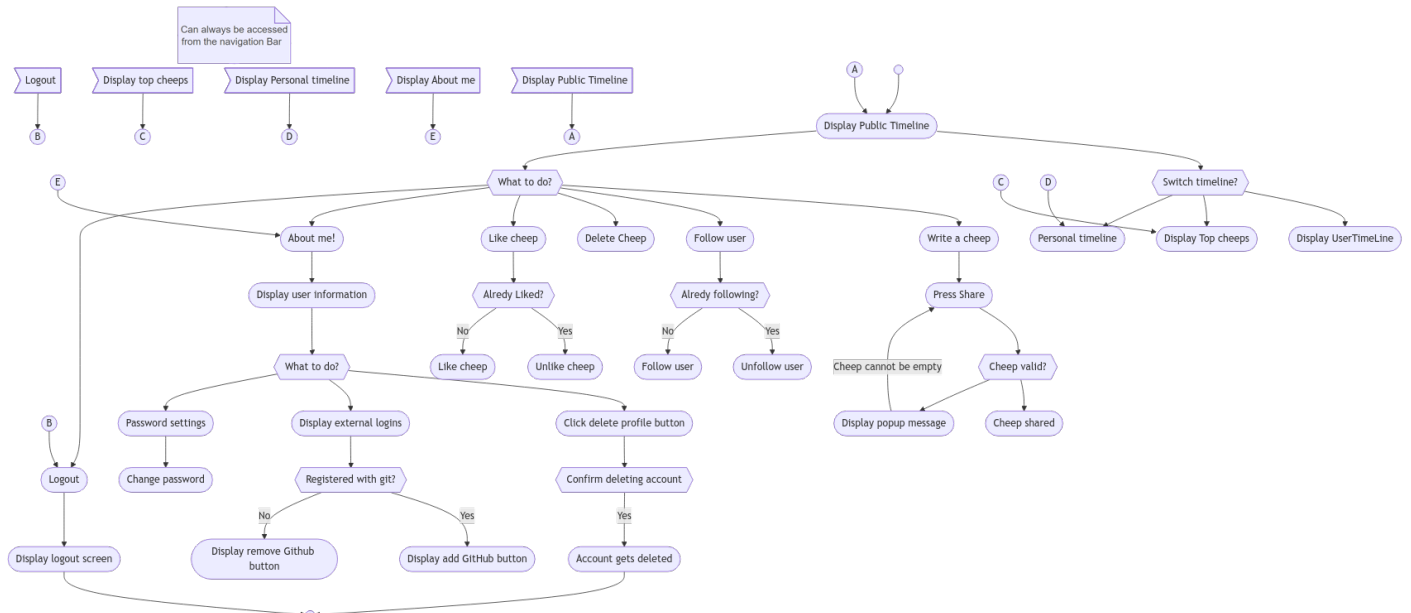 Can always be accessed
from the navigation Bar
Logout
Display top cheeps
Display Personal timeline
Display About me
Display Public Timeline
B
C
D
E
A
A
Display Public Timeline
E
What to do?
C
D
Switch timeline?
About me!
Like cheep
Delete Cheep
Follow user
Write a cheep
Personal timeline
Display Top cheeps
Display UserTimeLine
Display user information
Alredy Liked?
Alredy following?
Press Share
No
Yes
No
Yes
What to do?
Like cheep
Unlike cheep
Follow user
Unfollow user
Cheep cannot be empty
Cheep valid?
B
Password settings
Display external logins
Click delete profile button
Display popup message
Cheep shared
Logout
Change password
Registered with git?
Confirm deleting account
No
Yes
Yes
Display logout screen
Display remove Github
button
Display add GitHub button
Account gets deleted